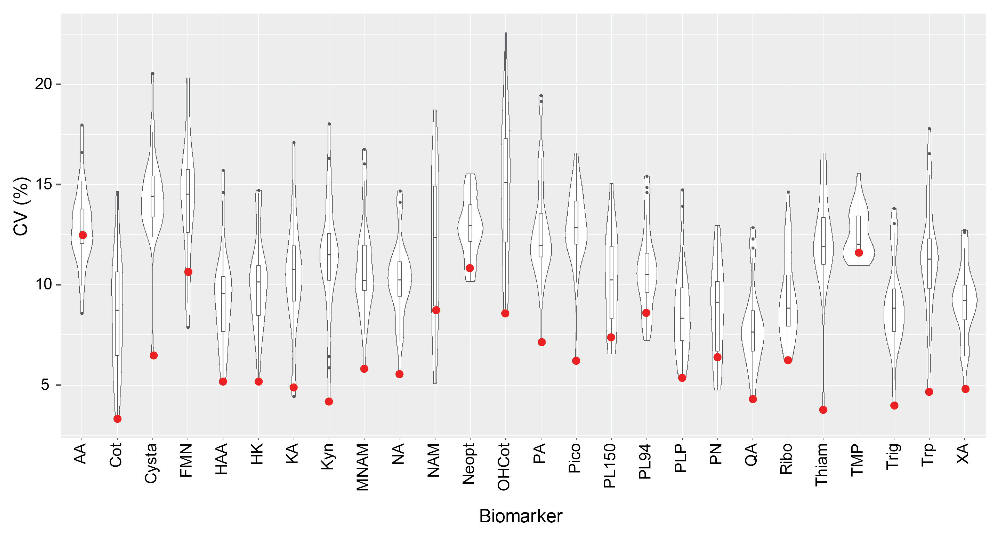 CV (%)
20
15
10
5
AA
Cot
Cysta
FMN
HAA
HK
KA
Kyn
MNAM
NA
NAM
Neopt
OHCot
PA
Pico
PL150
PL94
PLP
PN
QA
Ribo
Thiam
TMP
Trig
Trp
XA
Biomarker